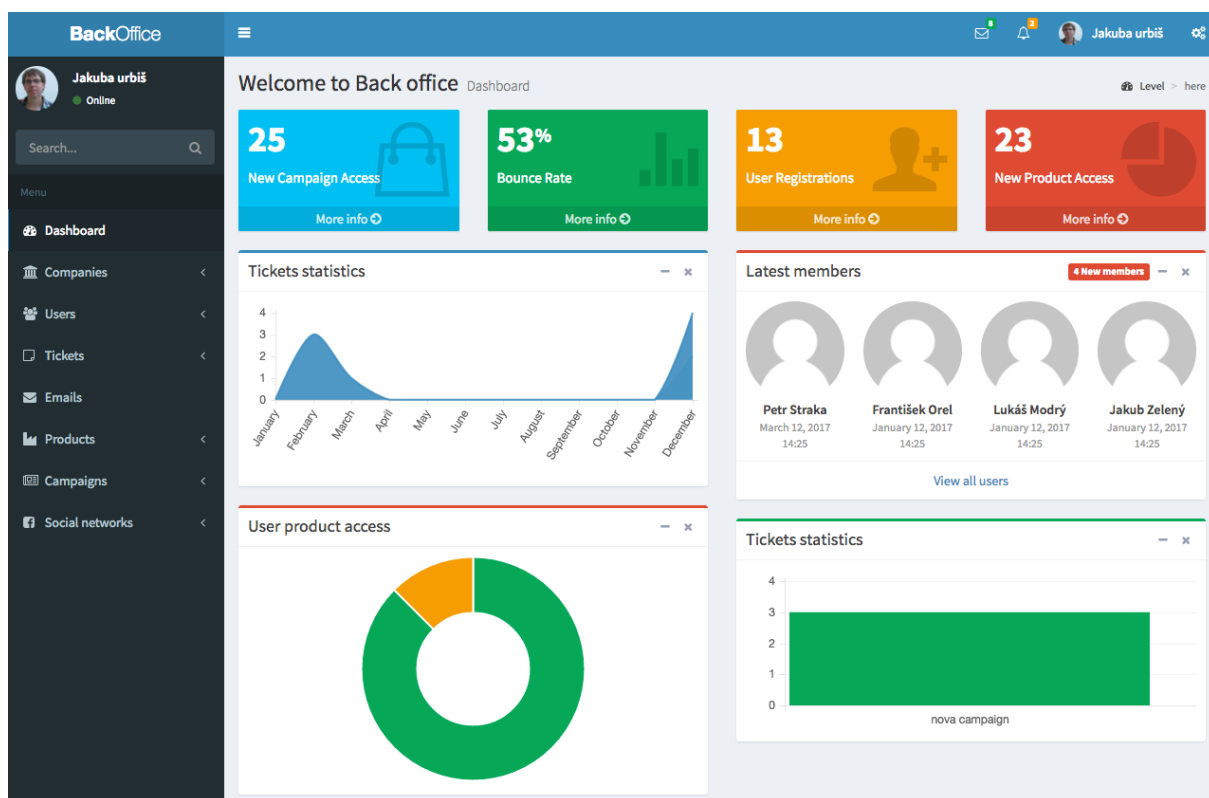 BackOffice
5
3
Jakuba urbiš
Jakuba urbiš
Online
Search...
Menu
Dashboard
Companies
Users
Tickets
Emails
Products
Campaigns
Social networks
Welcome to Back office Dashboard
Level > here
25
New Campaign Access
More info
53%
Bounce Rate
More info
13
User Registrations
More info
23
New Product Access
More info
Tickets statistics
4
3
2
1
0
January
February
March
April
May
June
July
August
September
October
November
December
Latest members
4 New members
Petr Straka
March 12, 2017
14:25
František Orel
January 12, 2017
14:25
Lukáš Modrý
January 12, 2017
14:25
Jakub Zelený
January 12, 2017
14:25
View all users
User product access
Tickets statistics
4
3
2
1
0
nova campaign